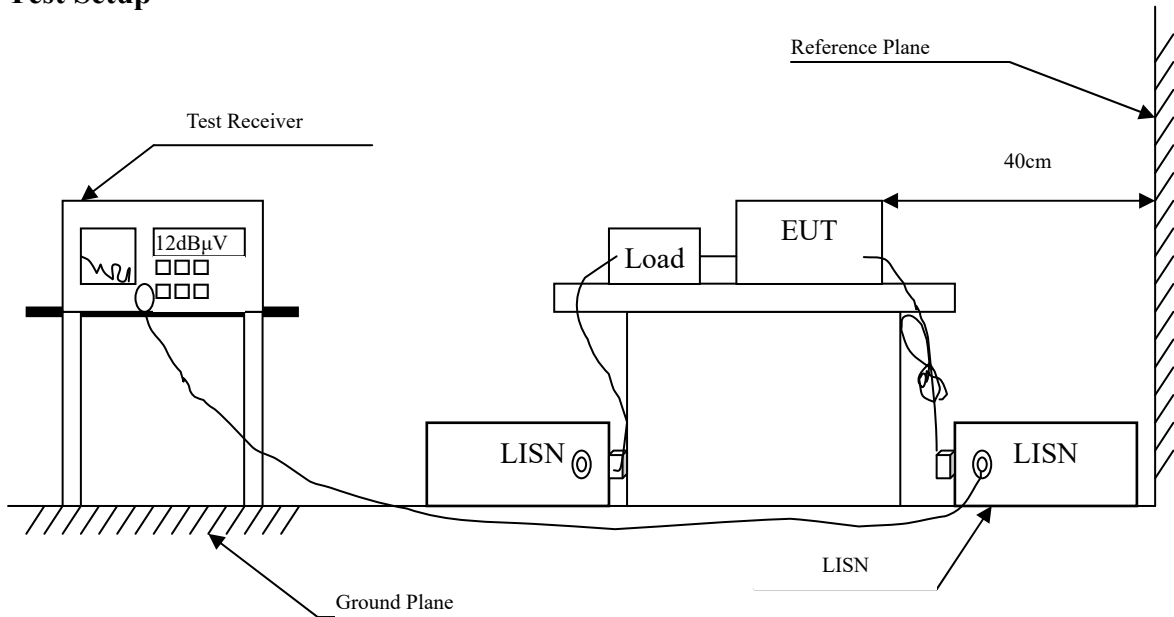 Test Setup
Reference Plane
Test Receiver
40cm
12dBμV
EUT
Load
LISN
LISN
LISN
Ground Plane